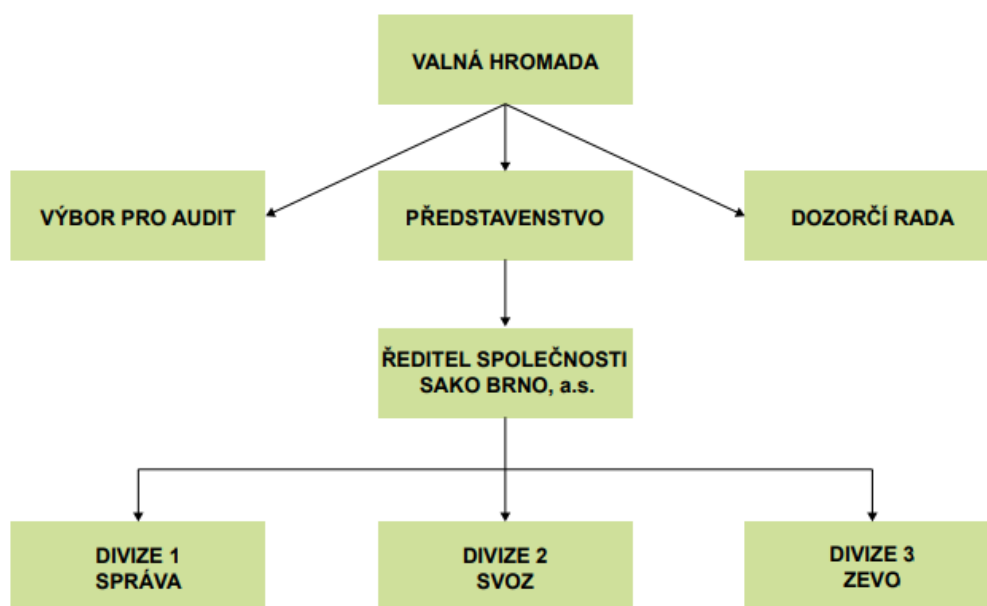 VALNÁ HROMADA
VÝBOR PRO AUDIT
PŘEDSTAVENSTVO
DOZORČÍ RADA
ŘEDITEL SPOLEČNOSTI
SAKO BRNO, a.s.
DIVIZE 1
SPRÁVA
DIVIZE 2
SVOZ
DIVIZE 3
ZEVO